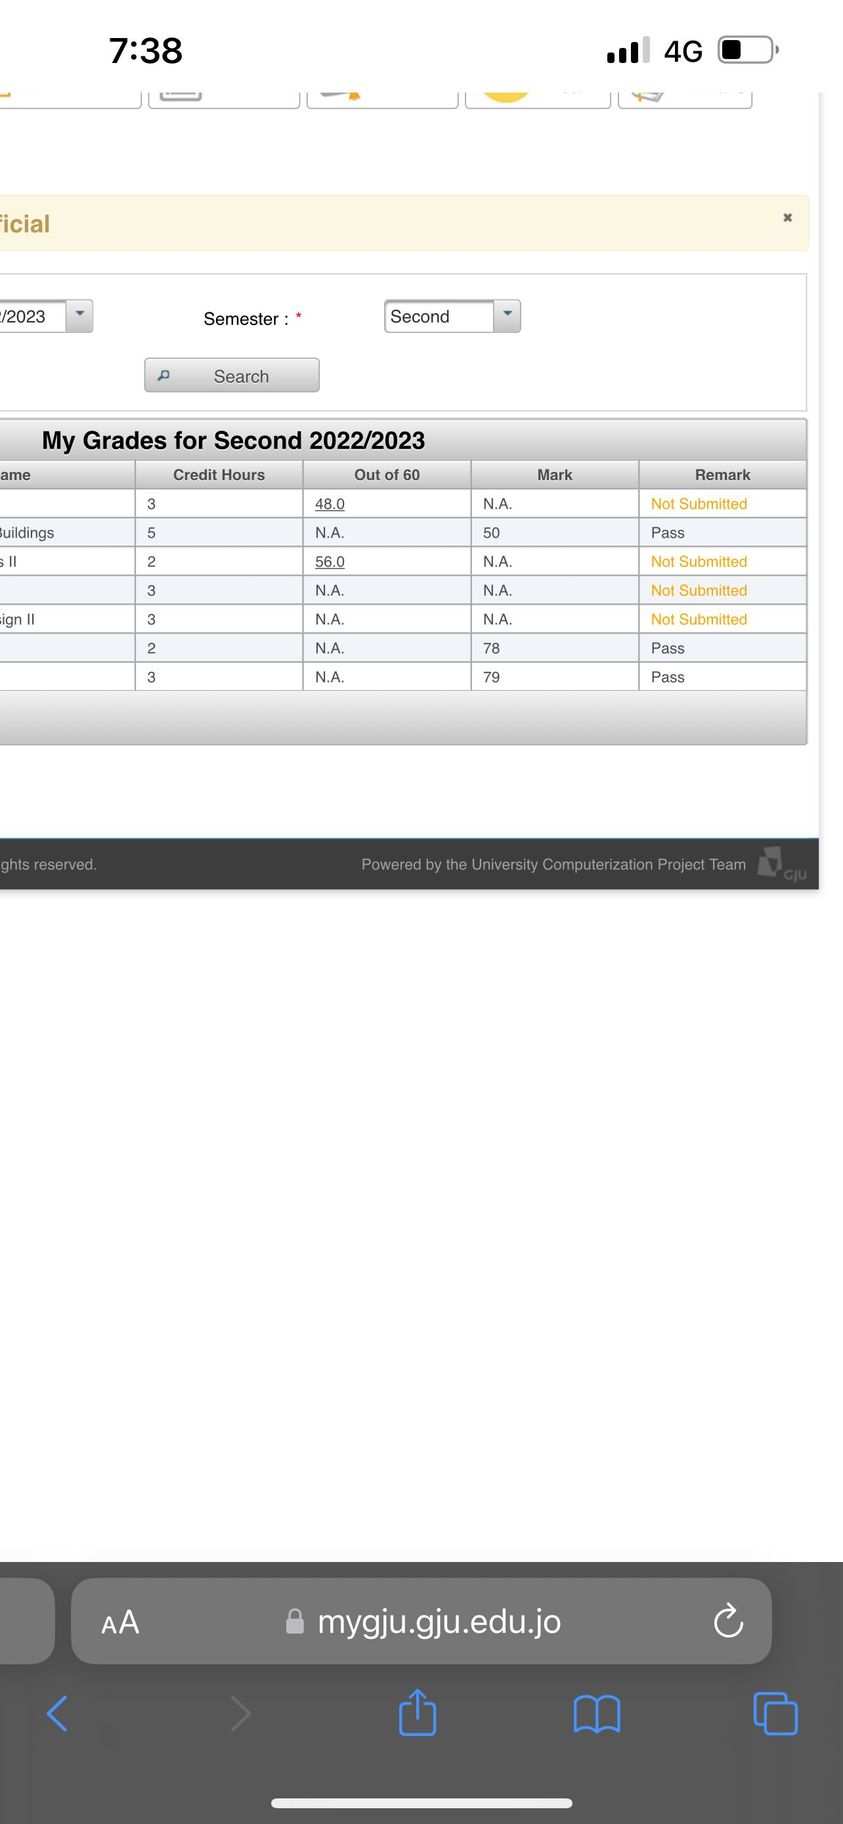 7:38 4G
ficial ×
/2023 Semester : * Second
Search
My Grades for Second 2022/2023
ame Credit Hours Out of 60 Mark Remark
3 48.0 N.A. Not Submitted
Buildings 5 N.A. 50 Pass
s II 2 56.0 N.A. Not Submitted
3 N.A. N.A. Not Submitted
sign II 3 N.A. N.A. Not Submitted
2 N.A. 78 Pass
3 N.A. 79 Pass
ghts reserved. Powered by the University Computerization Project Team GJU
AA mygju.gju.edu.jo